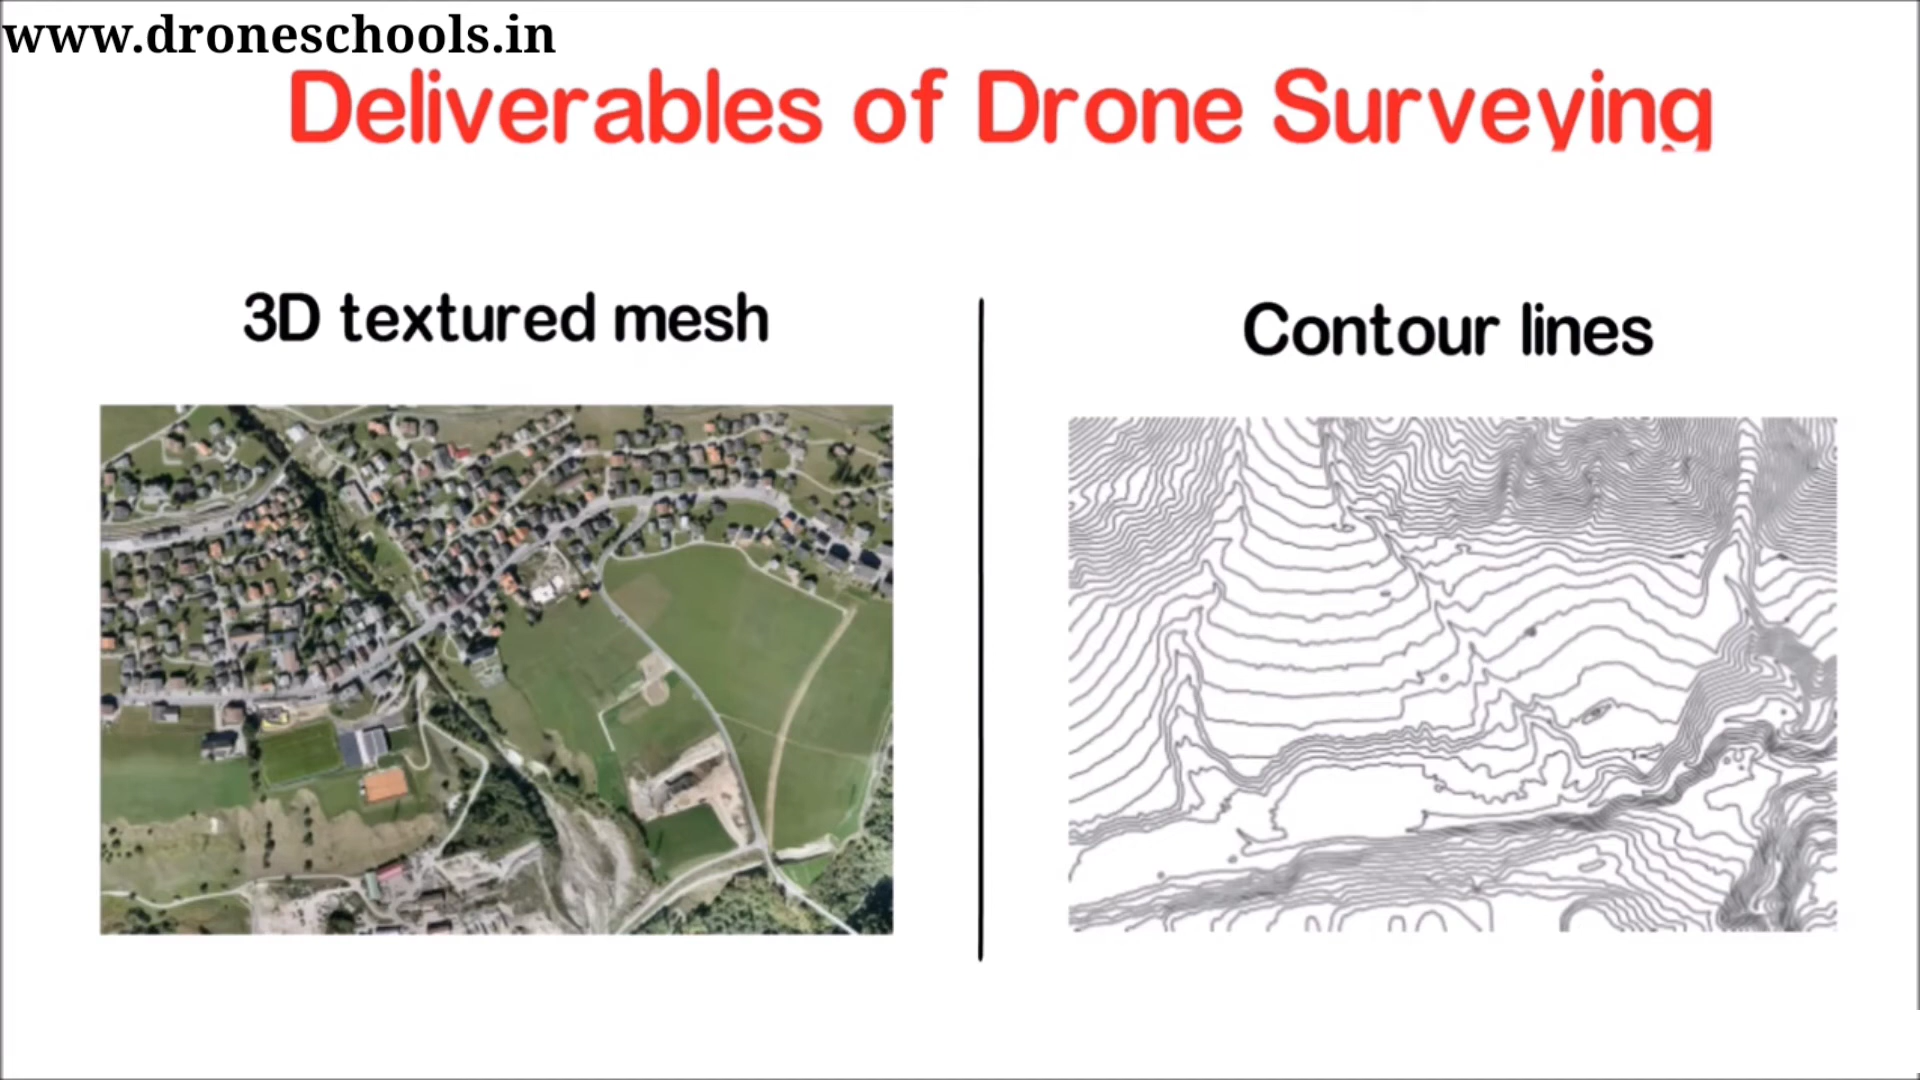 www.droneschools.in
Deliverables of Drone Surveying
3D textured mesh
Contour lines